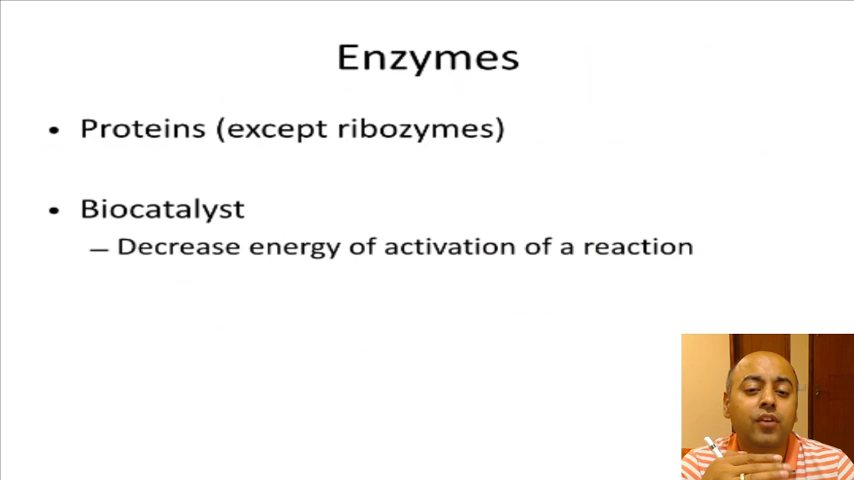 Enzymes
• Proteins (except ribozymes)
• Biocatalyst
– Decrease energy of activation of a reaction